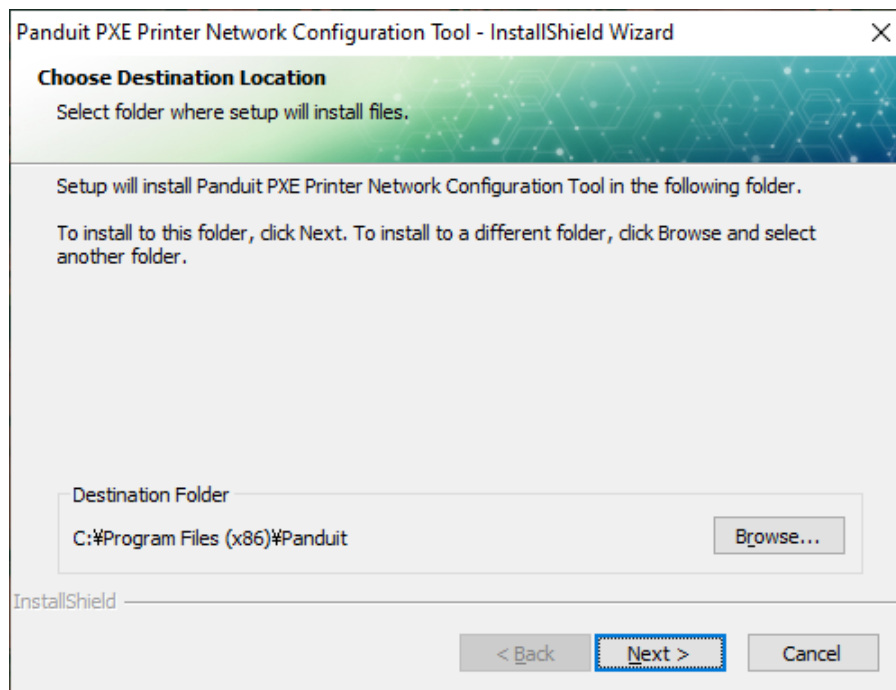 Panduit PXE Printer Network Configuration Tool - InstallShield Wizard
Choose Destination Location
Select folder where setup will install files.
Setup will install Panduit PXE Printer Network Configuration Tool in the following folder.
To install to this folder, click Next. To install to a different folder, click Browse and select
another folder.
Destination Folder
C:¥Program Files (x86)¥Panduit
Browse...
InstallShield
< Back
Next >
Cancel